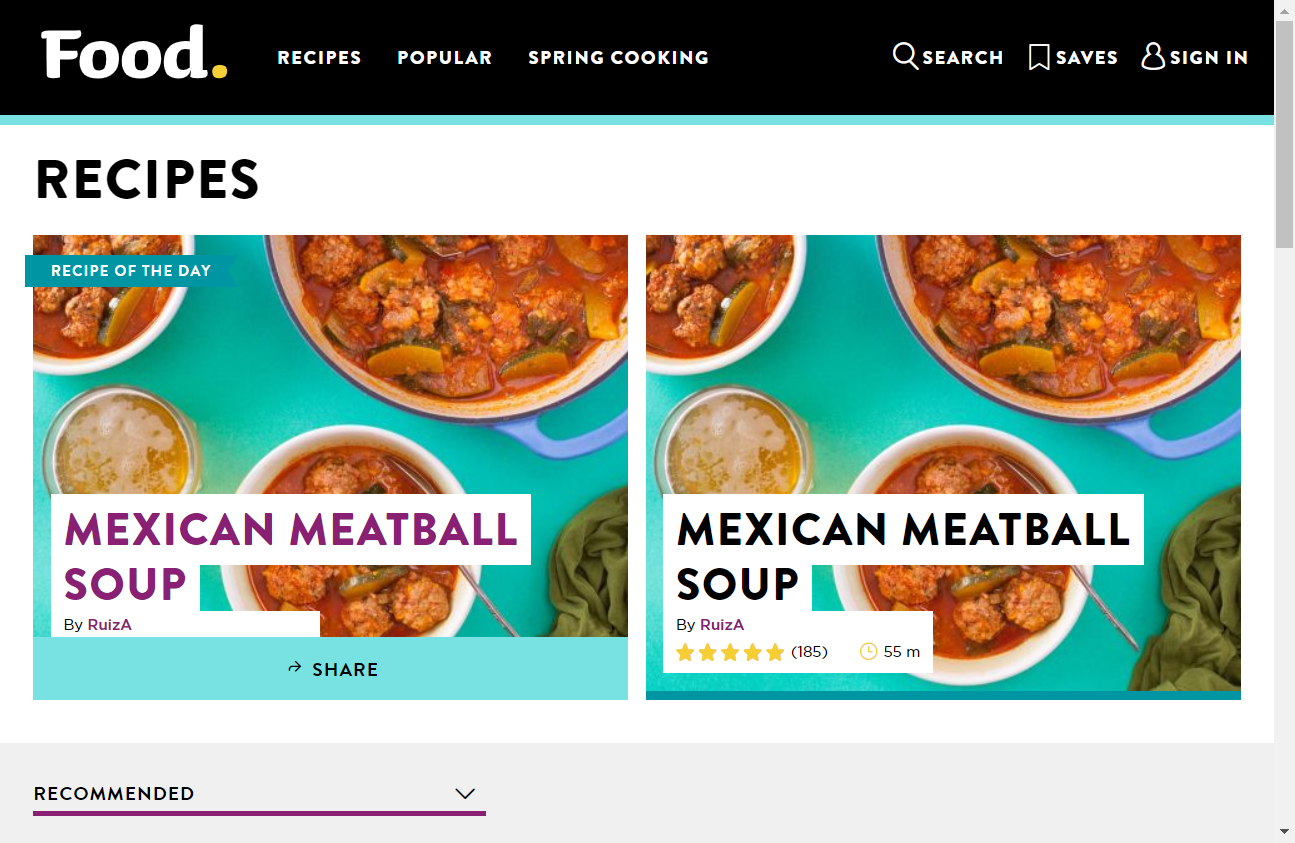 Food.
RECIPES
POPULAR
SPRING COOKING
SEARCH
SAVES
SIGN IN
RECIPES
RECIPE OF THE DAY
MEXICAN MEATBALL
SOUP
By RuizA
SHARE
MEXICAN MEATBALL
SOUP
By RuizA
(185) 55 m
RECOMMENDED